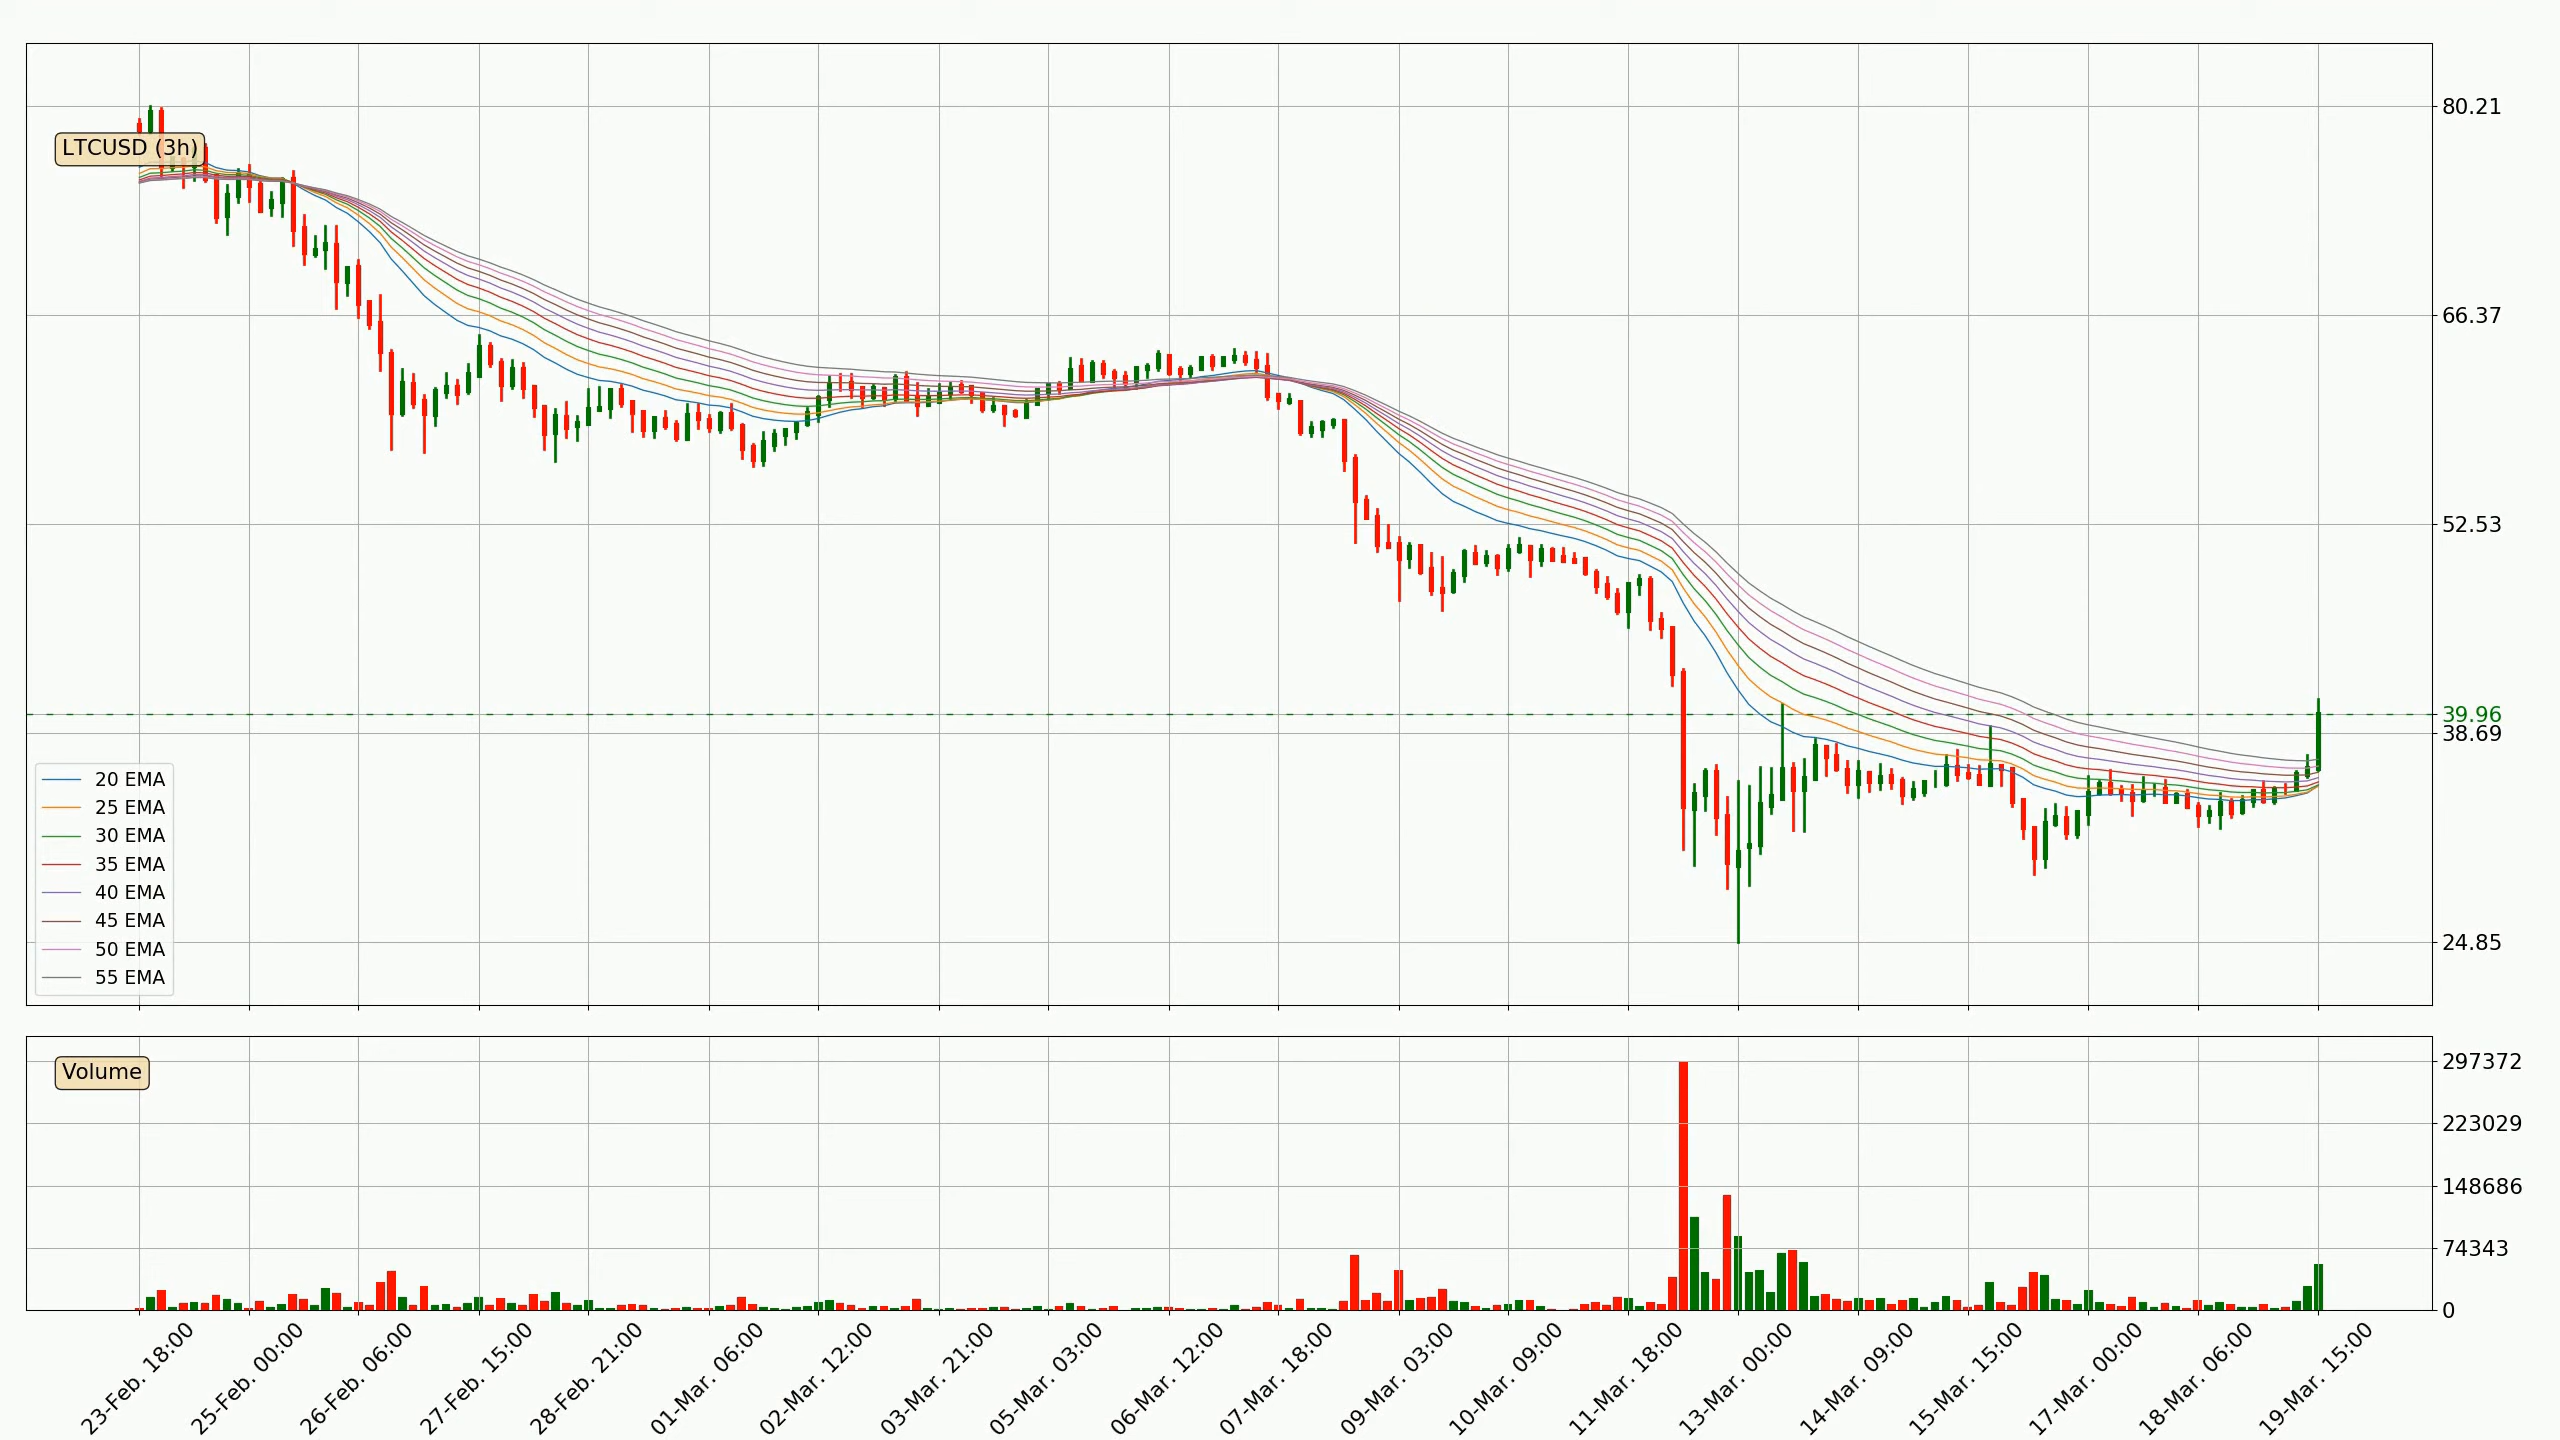 LTCUSD (3h)
80.21
66.37
52.53
39.96
38.69
24.85
20 EMA
25 EMA
30 EMA
35 EMA
40 EMA
45 EMA
50 EMA
55 EMA
Volume
297372
223029
148686
74343
0
23-Feb. 18:00
25-Feb. 00:00
26-Feb. 06:00
27-Feb. 15:00
28-Feb. 21:00
01-Mar. 06:00
02-Mar. 12:00
03-Mar. 21:00
05-Mar. 03:00
06-Mar. 12:00
07-Mar. 18:00
09-Mar. 03:00
10-Mar. 09:00
11-Mar. 18:00
13-Mar. 00:00
14-Mar. 09:00
15-Mar. 15:00
17-Mar. 00:00
18-Mar. 06:00
19-Mar. 15:00